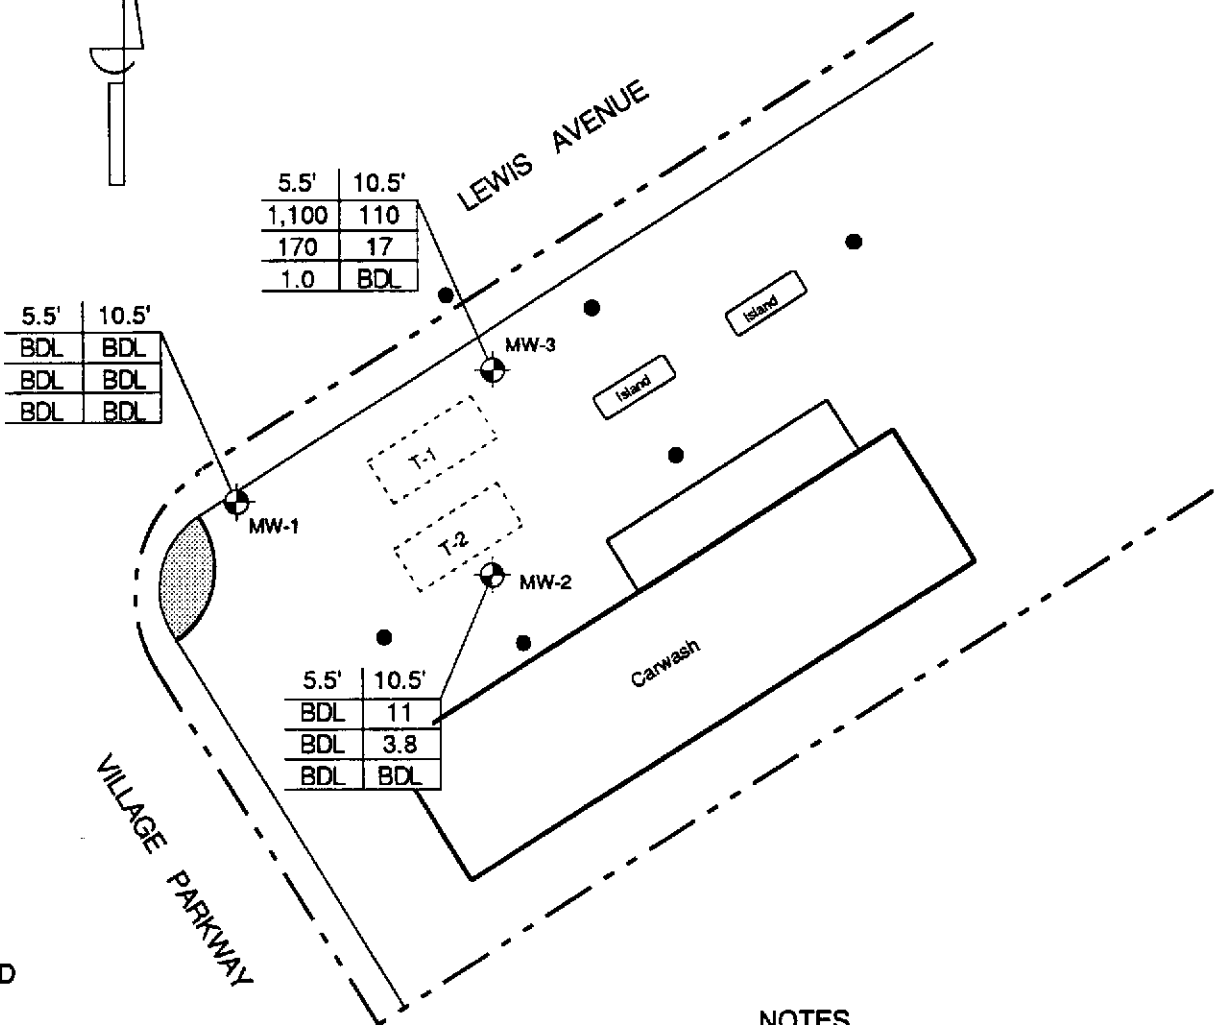 LEWIS AVENUE
5.5' 10.5'
1,100 110
170 17
1.0 BDL
5.5' 10.5'
BDL BDL
BDL BDL
BDL BDL
MW-3
Island
Island
T-1
MW-1
T-2
MW-2
Carwash
5.5' 10.5'
BDL 11
BDL 3.8
BDL BDL
VILLAGE PARKWAY
D
NOTES